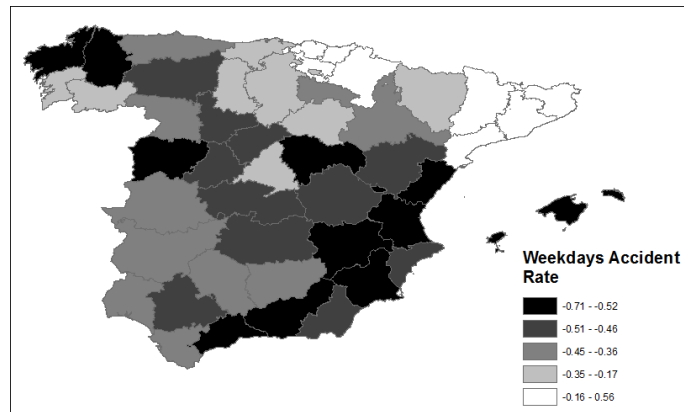 Weekdays Accident
Rate
-0.71 - -0.52
-0.51 - -0.46
-0.45 - -0.36
-0.35 - -0.17
-0.16 - 0.56